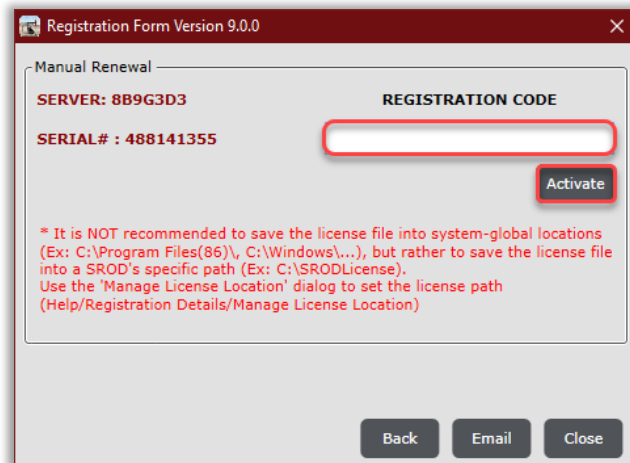 Registration Form Version 9.0.0
Manual Renewal
SERVER: 8B9G3D3
REGISTRATION CODE
SERIAL# : 488141355
Activate
* It is NOT recommended to save the license file into system-global locations
(Ex: C:\Program Files(86)\, C:\Windows\...), but rather to save the license file
into a SROD's specific path (Ex: C:\SRODLicense).
Use the 'Manage License Location' dialog to set the license path
(Help/Registration Details/Manage License Location)
Back
Email
Close